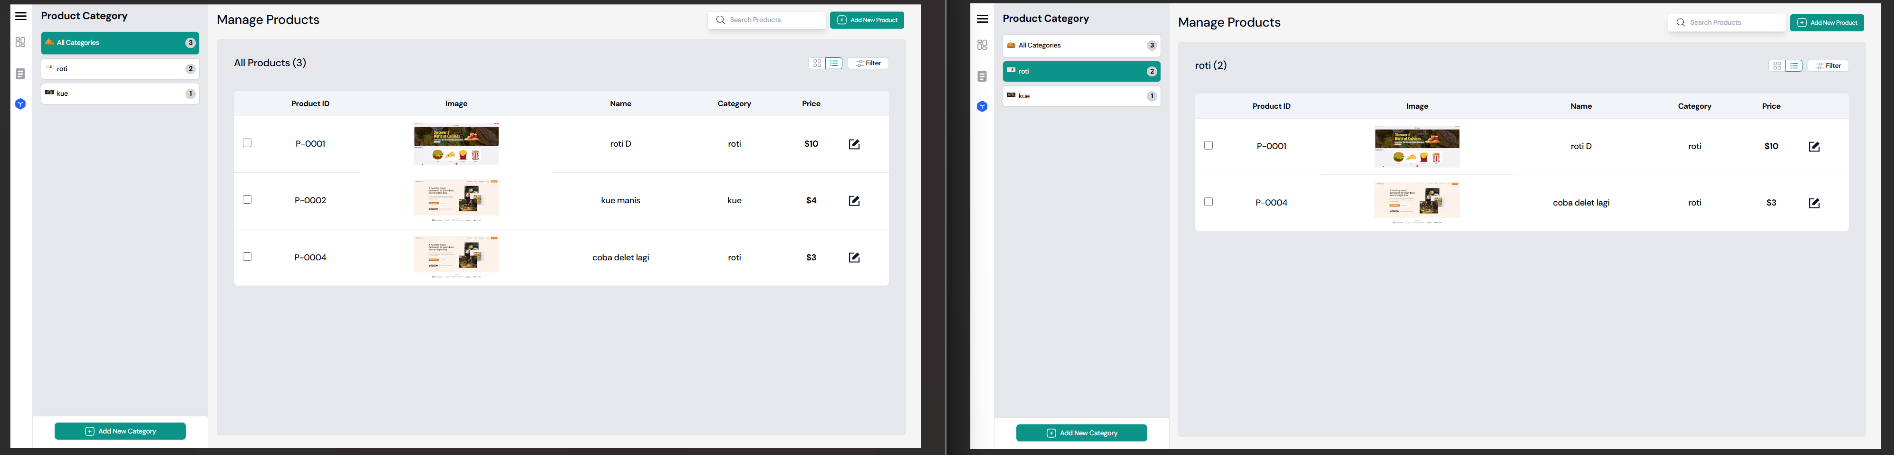 Product Category
All Categories 3
roti 2
kue 1
Add New Category
Manage Products
Search Products
Add New Product
All Products (3)
Filter
Product ID Image Name Category Price
P-0001 roti D roti $10
P-0002 kue manis kue $4
P-0004 coba delet lagi roti $3
Product Category
All Categories 3
roti 2
kue 1
Add New Category
Manage Products
Search Products
Add New Product
roti (2)
Filter
Product ID Image Name Category Price
P-0001 roti D roti $10
P-0004 coba delet lagi roti $3